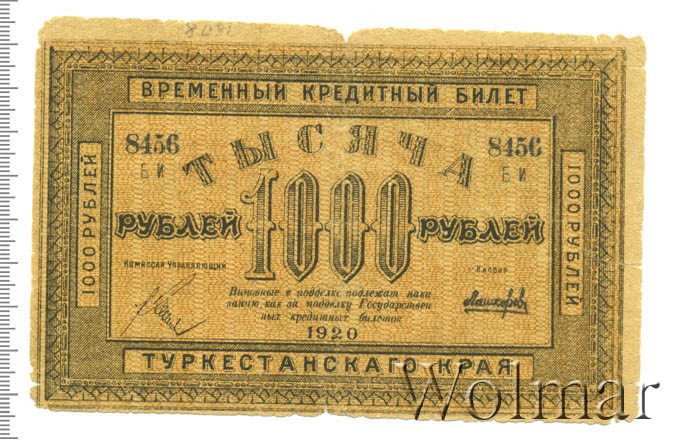 ВРЕМЕННЫЙ КРЕДИТНЫЙ БИЛЕТ
8456 ТЫСЯЧА 8456
БИ БИ
1000 РУБЛЕЙ
1000
1000 РУБЛЕЙ
РУБЛЕЙ РУБЛЕЙ
Комиссар Управляющий
Кассир
Виновные в подделке подлежат нака
занию, как за подделку Государствен
ных кредитных билетов
1920
ТУРКЕСТАНСКАГО КРАЯ
Wolmar